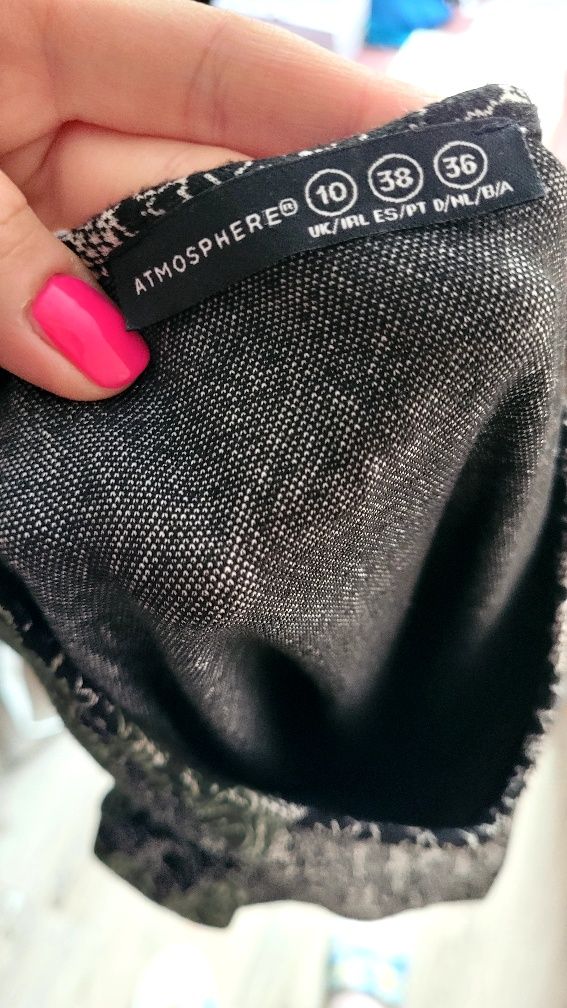 ATMOSPHERE® 10 38 36
UK/IRL ES/PT D/NL/B/A